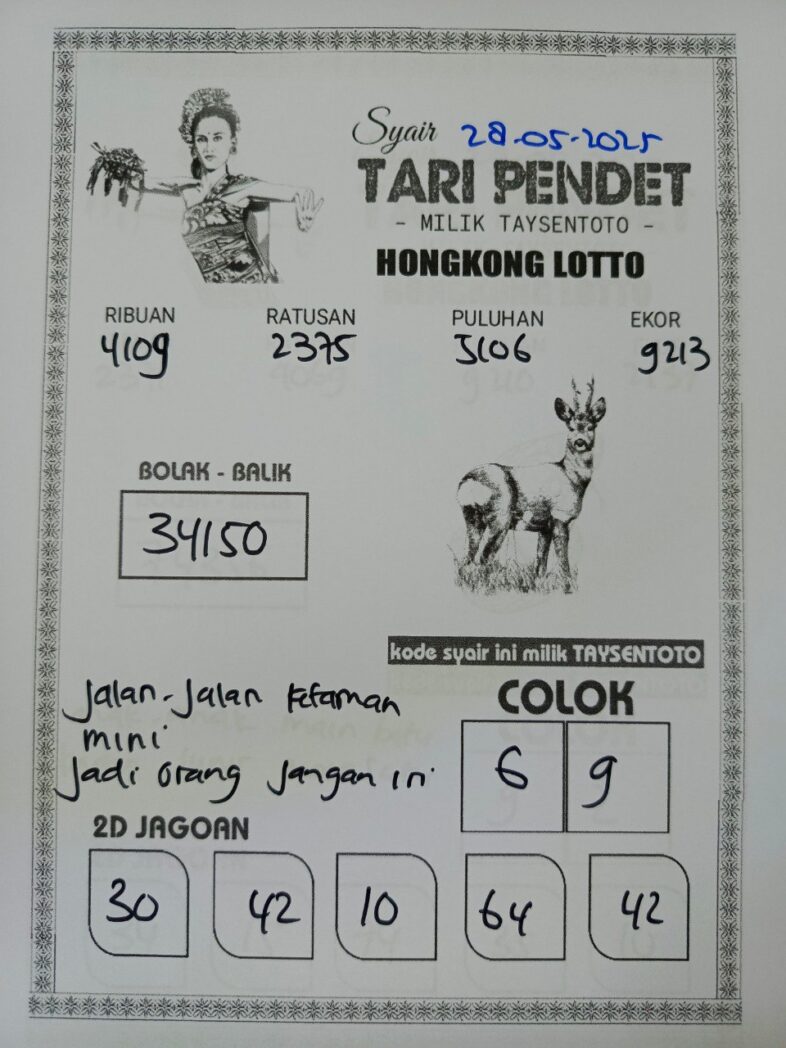 Syair 28-05-2025
TARI PENDET
- MILIK TAYSENTOTO -
HONGKONG LOTTO
RIBUAN RATUSAN PULUHAN EKOR
4109 2375 5106 9213
BOLAK - BALIK
34150
kode syair ini milik TAYSENTOTO
Jalan-Jalan ketaman
mini
Jadi orang Jangan ini
COLOK
6 9
2D JAGOAN
30 42 10 64 42